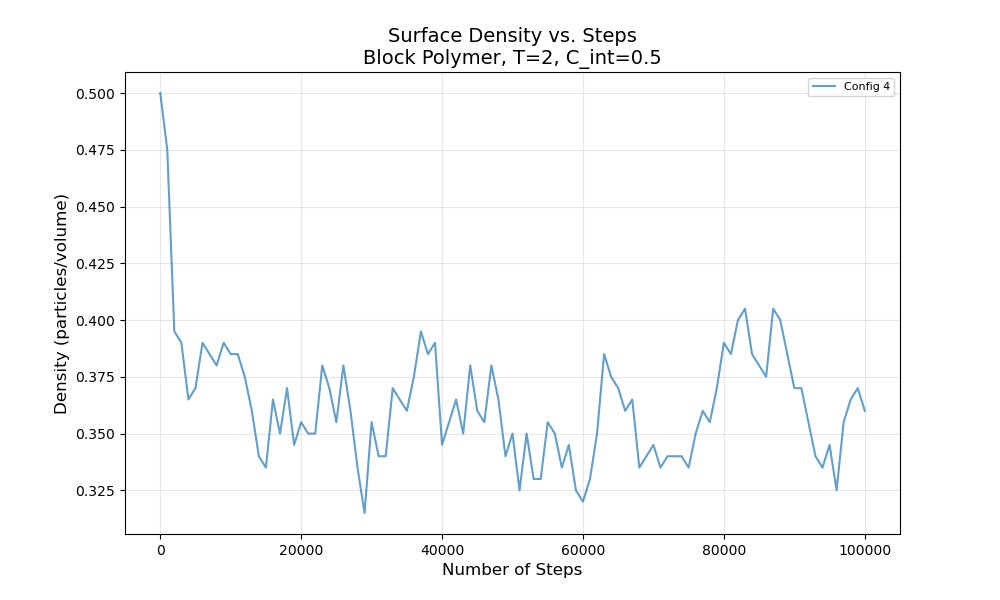 Surface Density vs. Steps
Block Polymer, T=2, C_int=0.5
Config 4
Density (particles/volume)
0.500
0.475
0.450
0.425
0.400
0.375
0.350
0.325
0
20000
40000
60000
80000
100000
Number of Steps